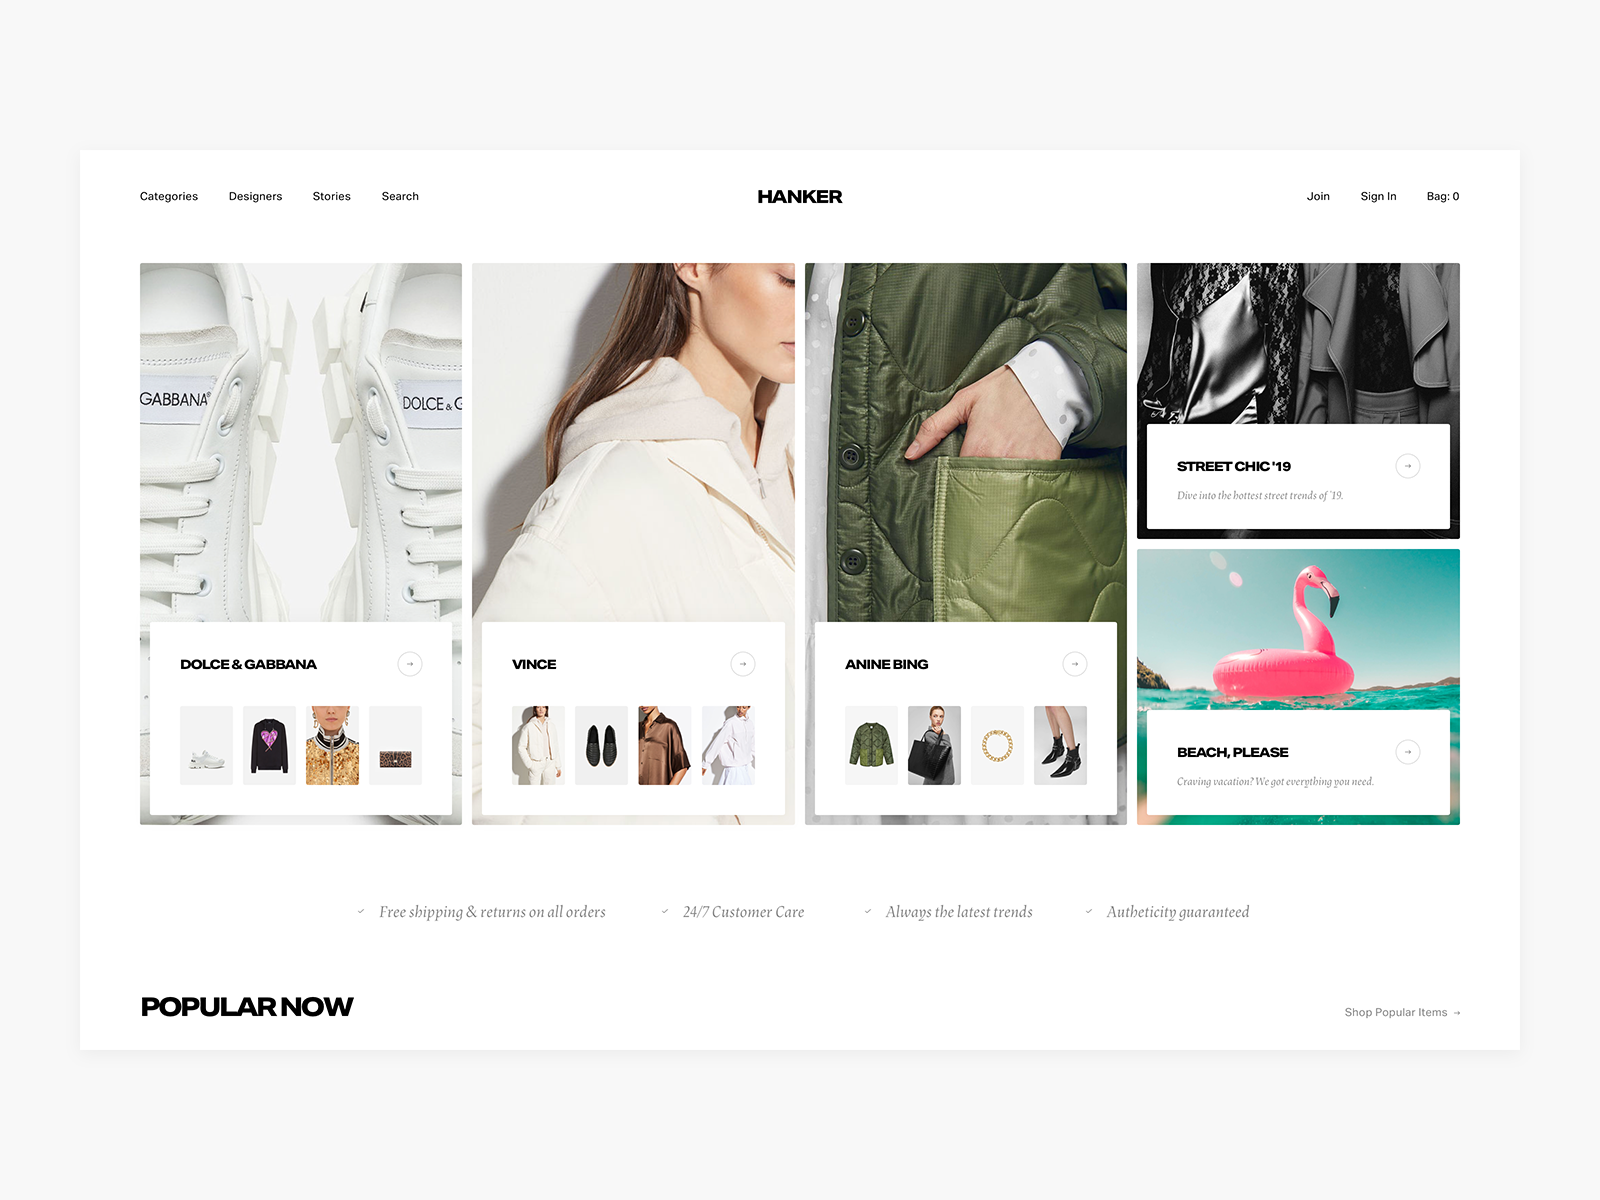 Categories
Designers
Stories
Search
HANKER
Join
Sign In
Bag: 0
GABBANA
DOLCE & G
DOLCE & GABBANA →
VINCE →
ANINE BING →
STREET CHIC '19 →
Dive into the hottest street trends of '19.
BEACH, PLEASE →
Craving vacation? We got everything you need.
Free shipping & returns on all orders
24/7 Customer Care
Always the latest trends
Autheticity guaranteed
POPULAR NOW
Shop Popular Items →